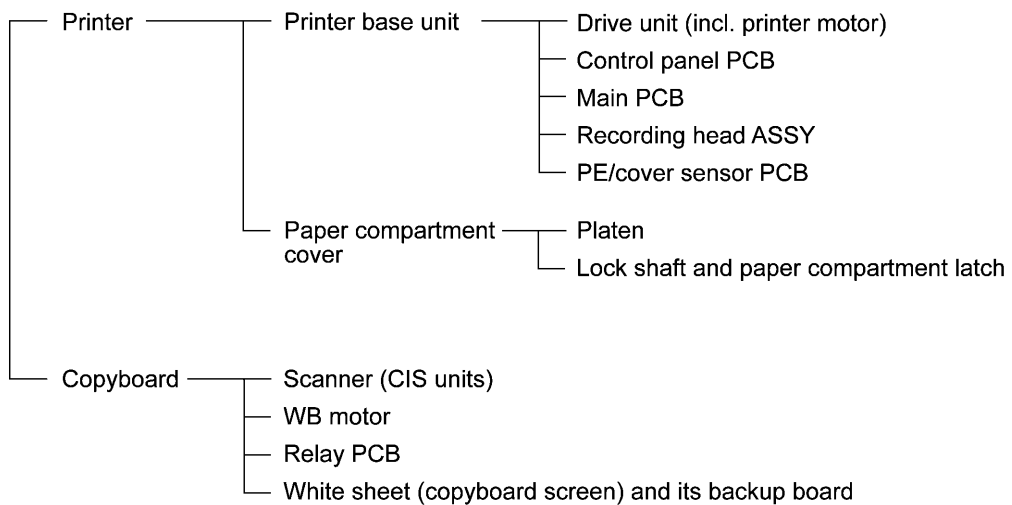 Printer
Printer base unit
Drive unit (incl. printer motor)
Control panel PCB
Main PCB
Recording head ASSY
PE/cover sensor PCB
Paper compartment
cover
Platen
Lock shaft and paper compartment latch
Copyboard
Scanner (CIS units)
WB motor
Relay PCB
White sheet (copyboard screen) and its backup board